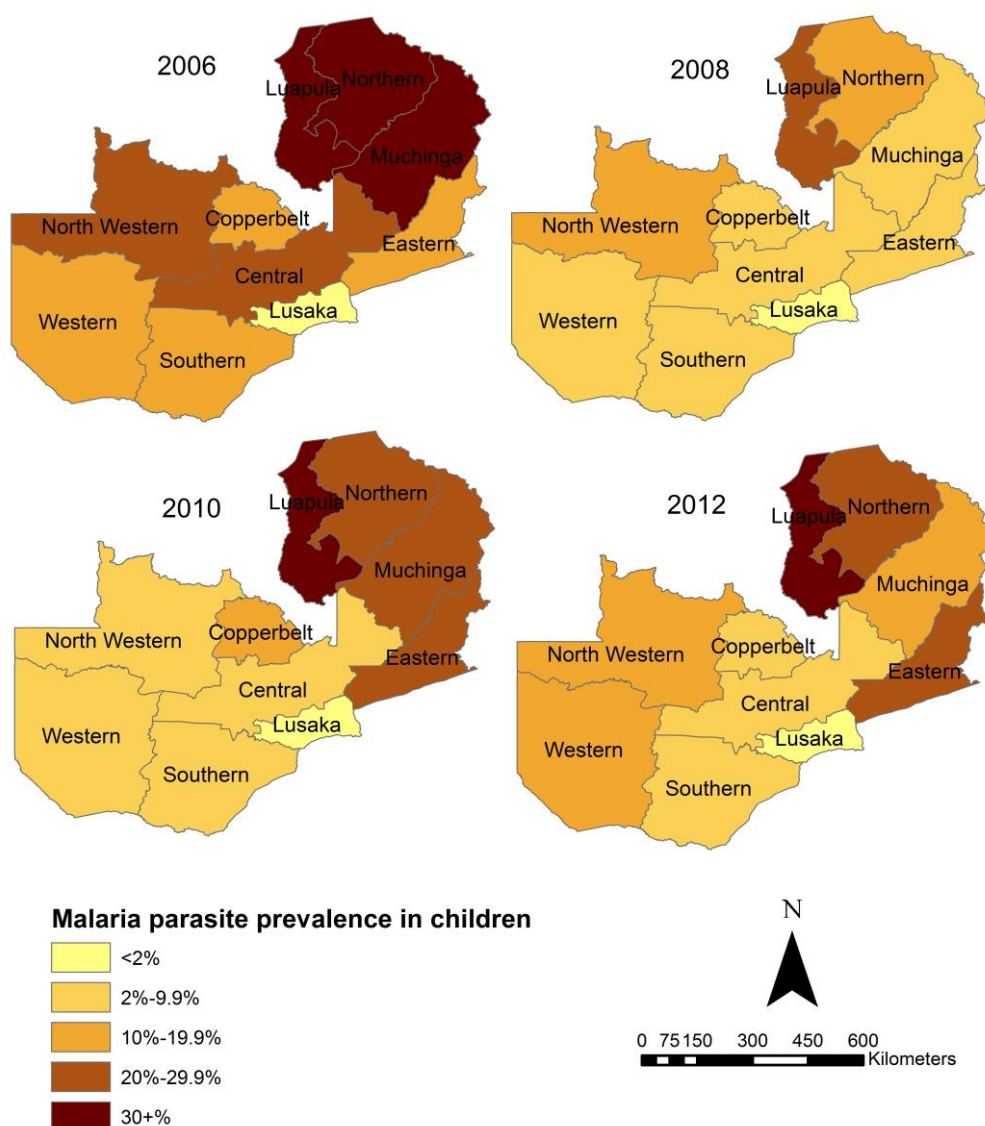 2006
Luapula
Northern
Muchinga
North Western
Copperbelt
Eastern
Central
Lusaka
Western
Southern
2008
Luapula
Northern
Muchinga
North Western
Copperbelt
Eastern
Central
Lusaka
Western
Southern
2010
Luapula
Northern
Muchinga
North Western
Copperbelt
Eastern
Central
Lusaka
Western
Southern
2012
Luapula
Northern
Muchinga
North Western
Copperbelt
Eastern
Central
Lusaka
Western
Southern
Malaria parasite prevalence in children
<2%
2%-9.9%
10%-19.9%
20%-29.9%
30+%
N
0 75 150 300 450 600
Kilometers